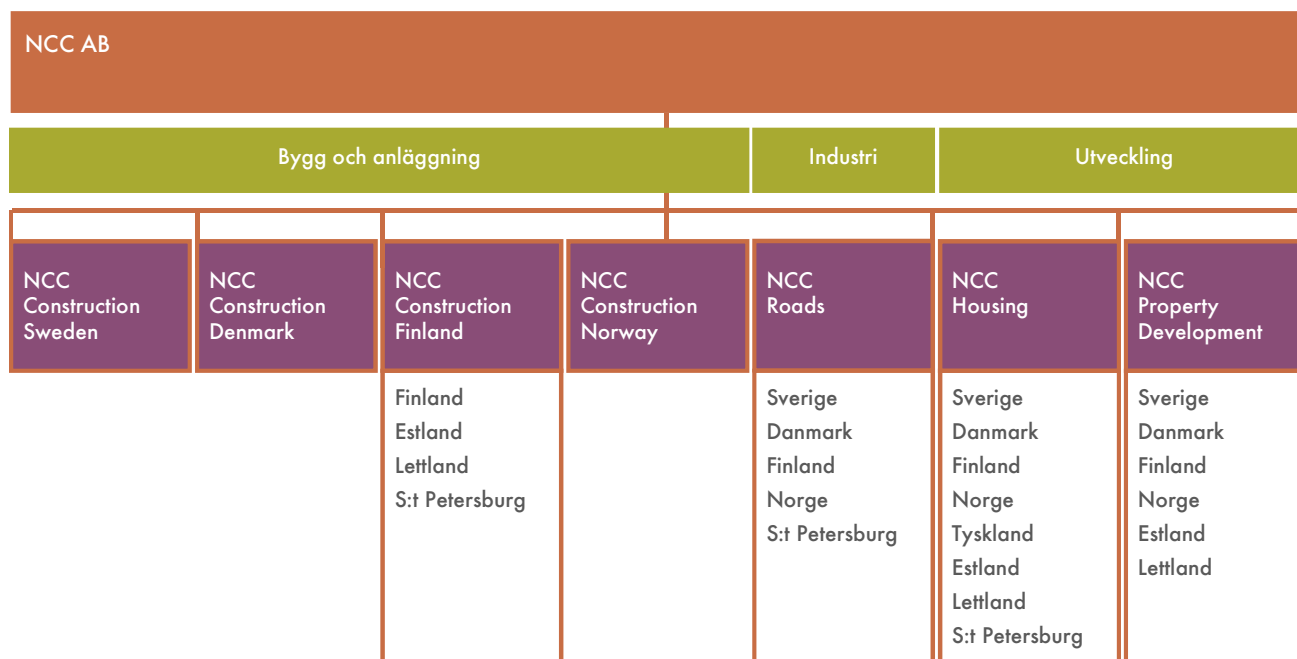 NCC AB
Bygg och anläggning
Industri
Utveckling
NCC
Construction
Sweden
NCC
Construction
Denmark
NCC
Construction
Finland
NCC
Construction
Norway
NCC
Roads
NCC
Housing
NCC
Property
Development
Finland
Estland
Lettland
S:t Petersburg
Sverige
Danmark
Finland
Norge
S:t Petersburg
Sverige
Danmark
Finland
Norge
Tyskland
Estland
Lettland
S:t Petersburg
Sverige
Danmark
Finland
Norge
Estland
Lettland